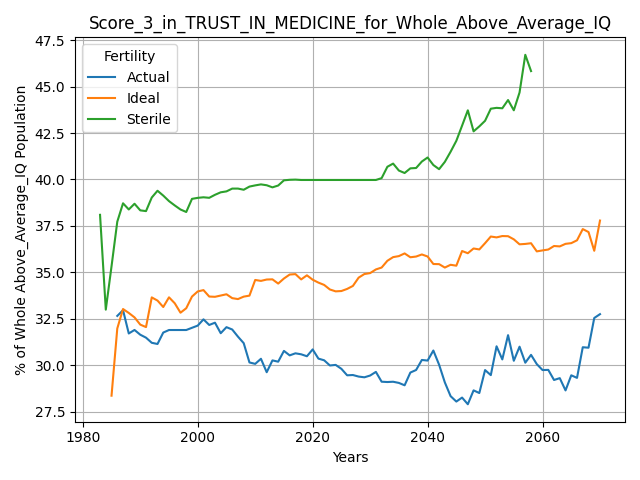 Score_3_in_TRUST_IN_MEDICINE_for_Whole_Above_Average_IQ
% of Whole Above_Average_IQ Population
47.5
45.0
42.5
40.0
37.5
35.0
32.5
30.0
27.5
Fertility
Actual
Ideal
Sterile
1980
2000
2020
2040
2060
Years